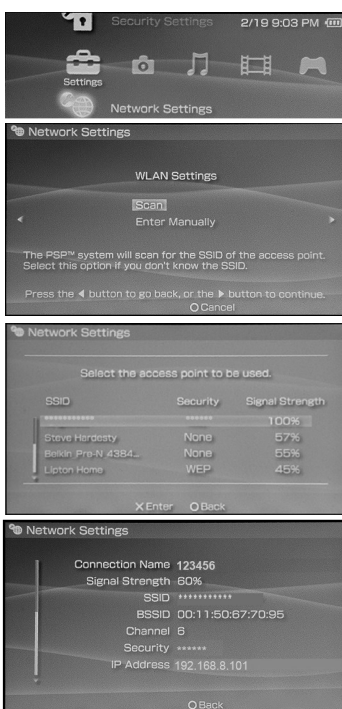 Security Settings 2/19 9:03 PM
Settings
Network Settings
Network Settings
WLAN Settings
Scan
Enter Manually
The PSP™ system will scan for the SSID of the access point.
Select this option if you don't know the SSID.
Press the ◀ button to go back, or the ▶ button to continue.
O Cancel
Network Settings
Select the access point to be used.
SSID Security Signal Strength
*********** ****** 100%
Steve Hardesty None 57%
Belkin Pre-N 4384... None 55%
Lipton Home WEP 45%
X Enter O Back
Network Settings
Connection Name 123456
Signal Strength 60%
SSID ***********
BSSID 00:11:50:67:70:95
Channel 6
Security ******
IP Address 192.168.8.101
O Back